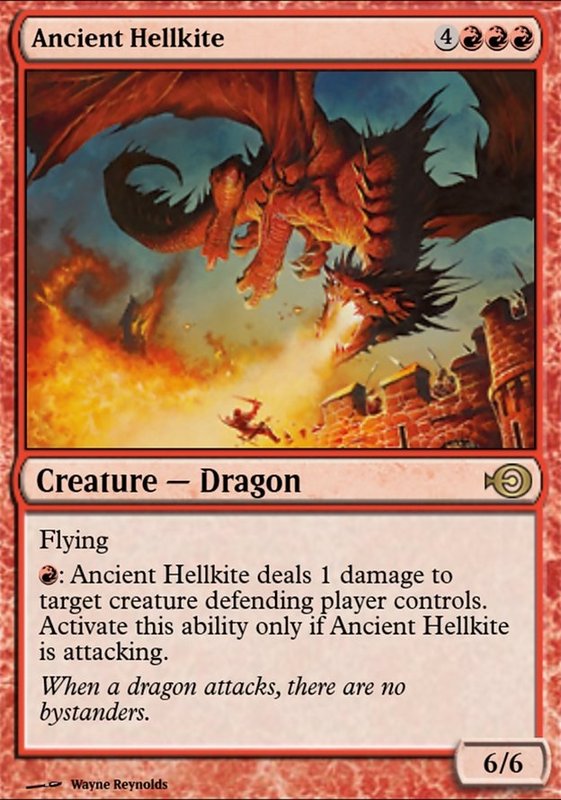 Ancient Hellkite 4
Creature — Dragon
Flying
: Ancient Hellkite deals 1 damage to
target creature defending player controls.
Activate this ability only if Ancient Hellkite
is attacking.
When a dragon attacks, there are no
bystanders.
6/6
Wayne Reynolds